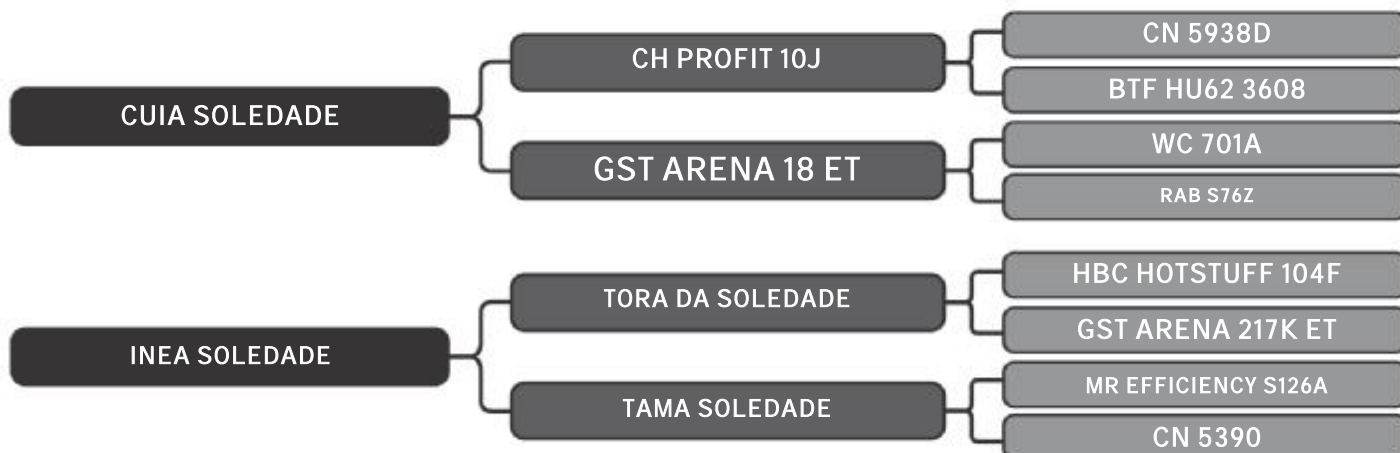 CUIA SOLEDADE
CH PROFIT 10J
GST ARENA 18 ET
CN 5938D
BTF HU62 3608
WC 701A
RAB S76Z
INEA SOLEDADE
TORA DA SOLEDADE
TAMA SOLEDADE
HBC HOTSTUFF 104F
GST ARENA 217K ET
MR EFFICIENCY S126A
CN 5390